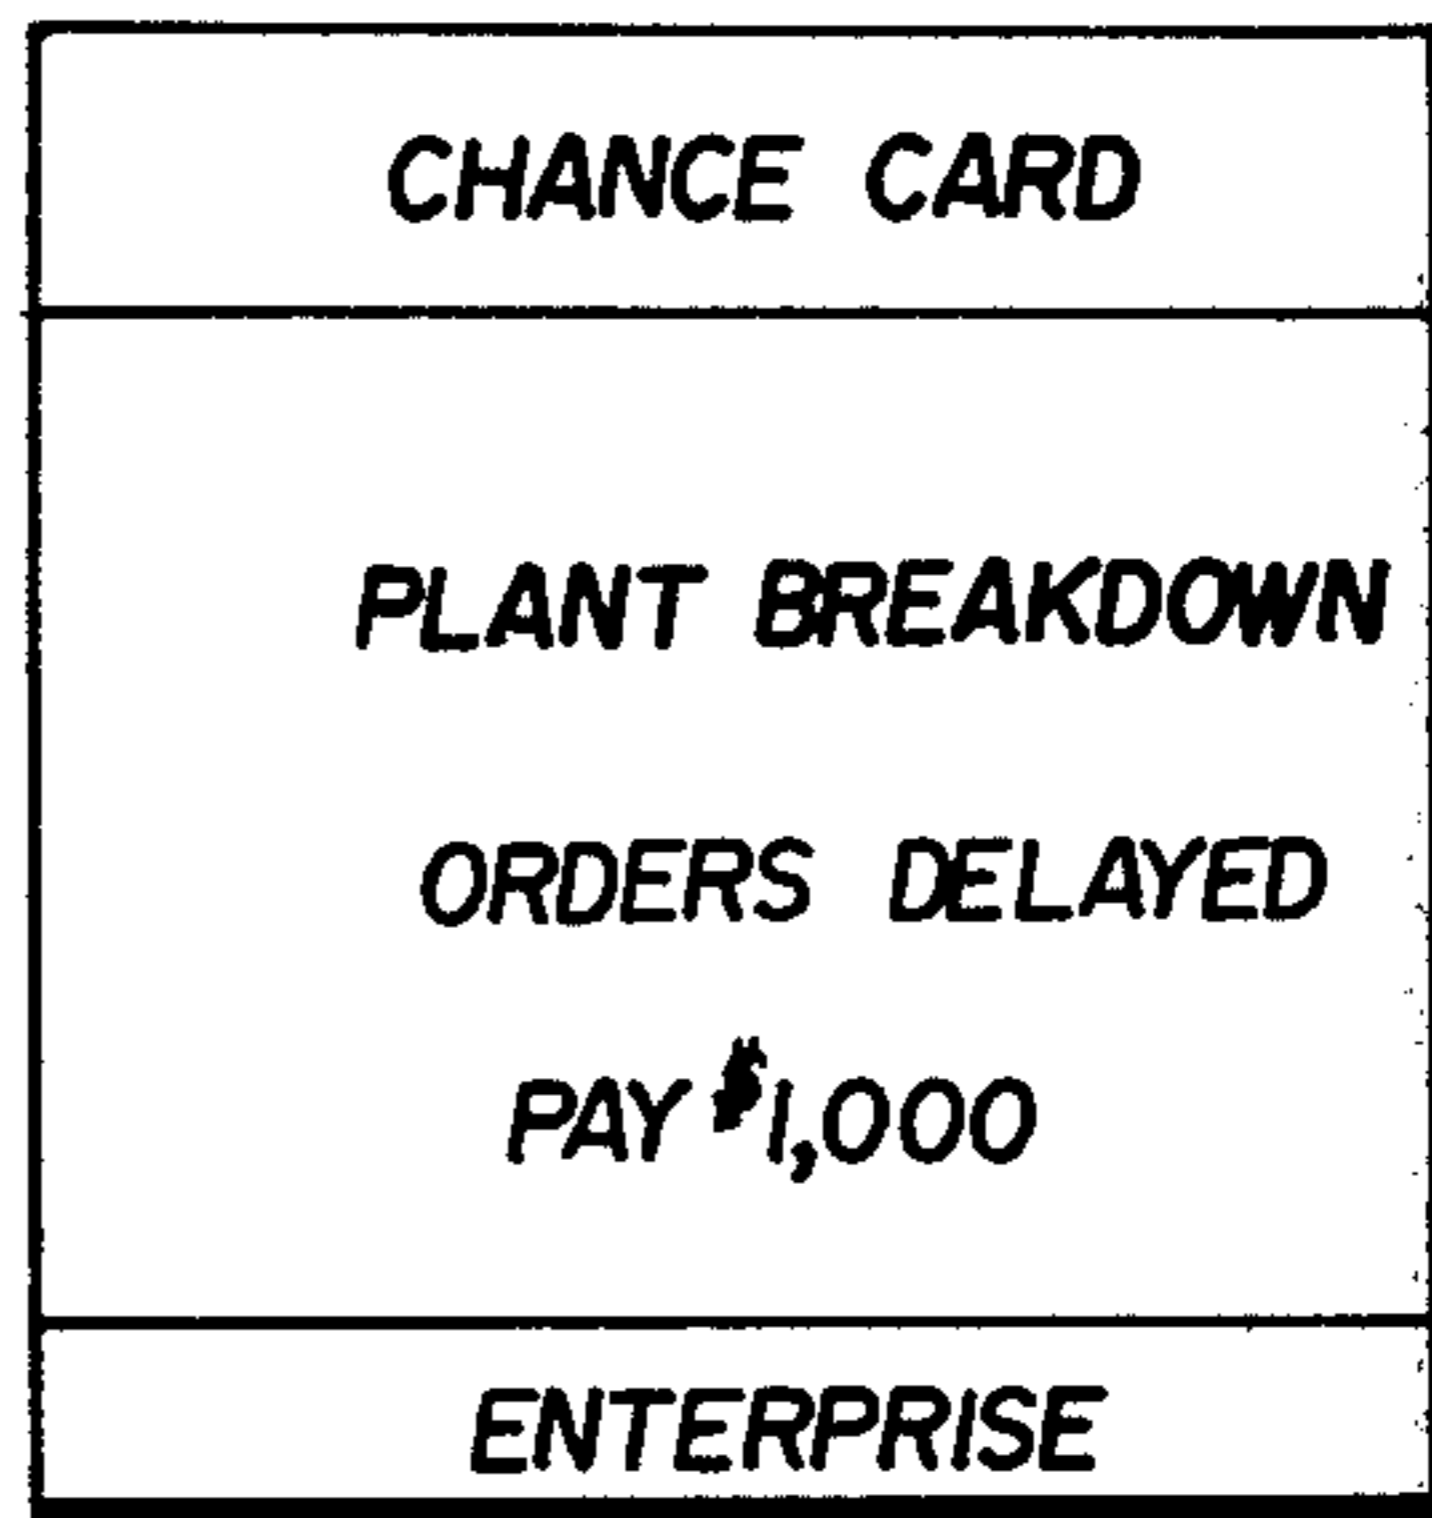 CHANCE CARD
PLANT BREAKDOWN
ORDERS DELAYED
PAY $1,000
ENTERPRISE